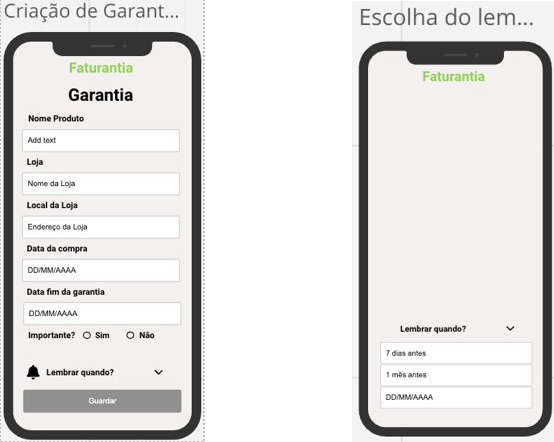 Criação de Garant...
Faturantia
Garantia
Nome Produto
Add text
Loja
Nome da Loja
Local da Loja
Endereço da Loja
Data da compra
DD/MM/AAAA
Data fim da garantia
DD/MM/AAAA
Importante? Sim Não
Lembrar quando?
Guardar
Escolha do lem...
Faturantia
Lembrar quando?
7 dias antes
1 mês antes
DD/MM/AAAA